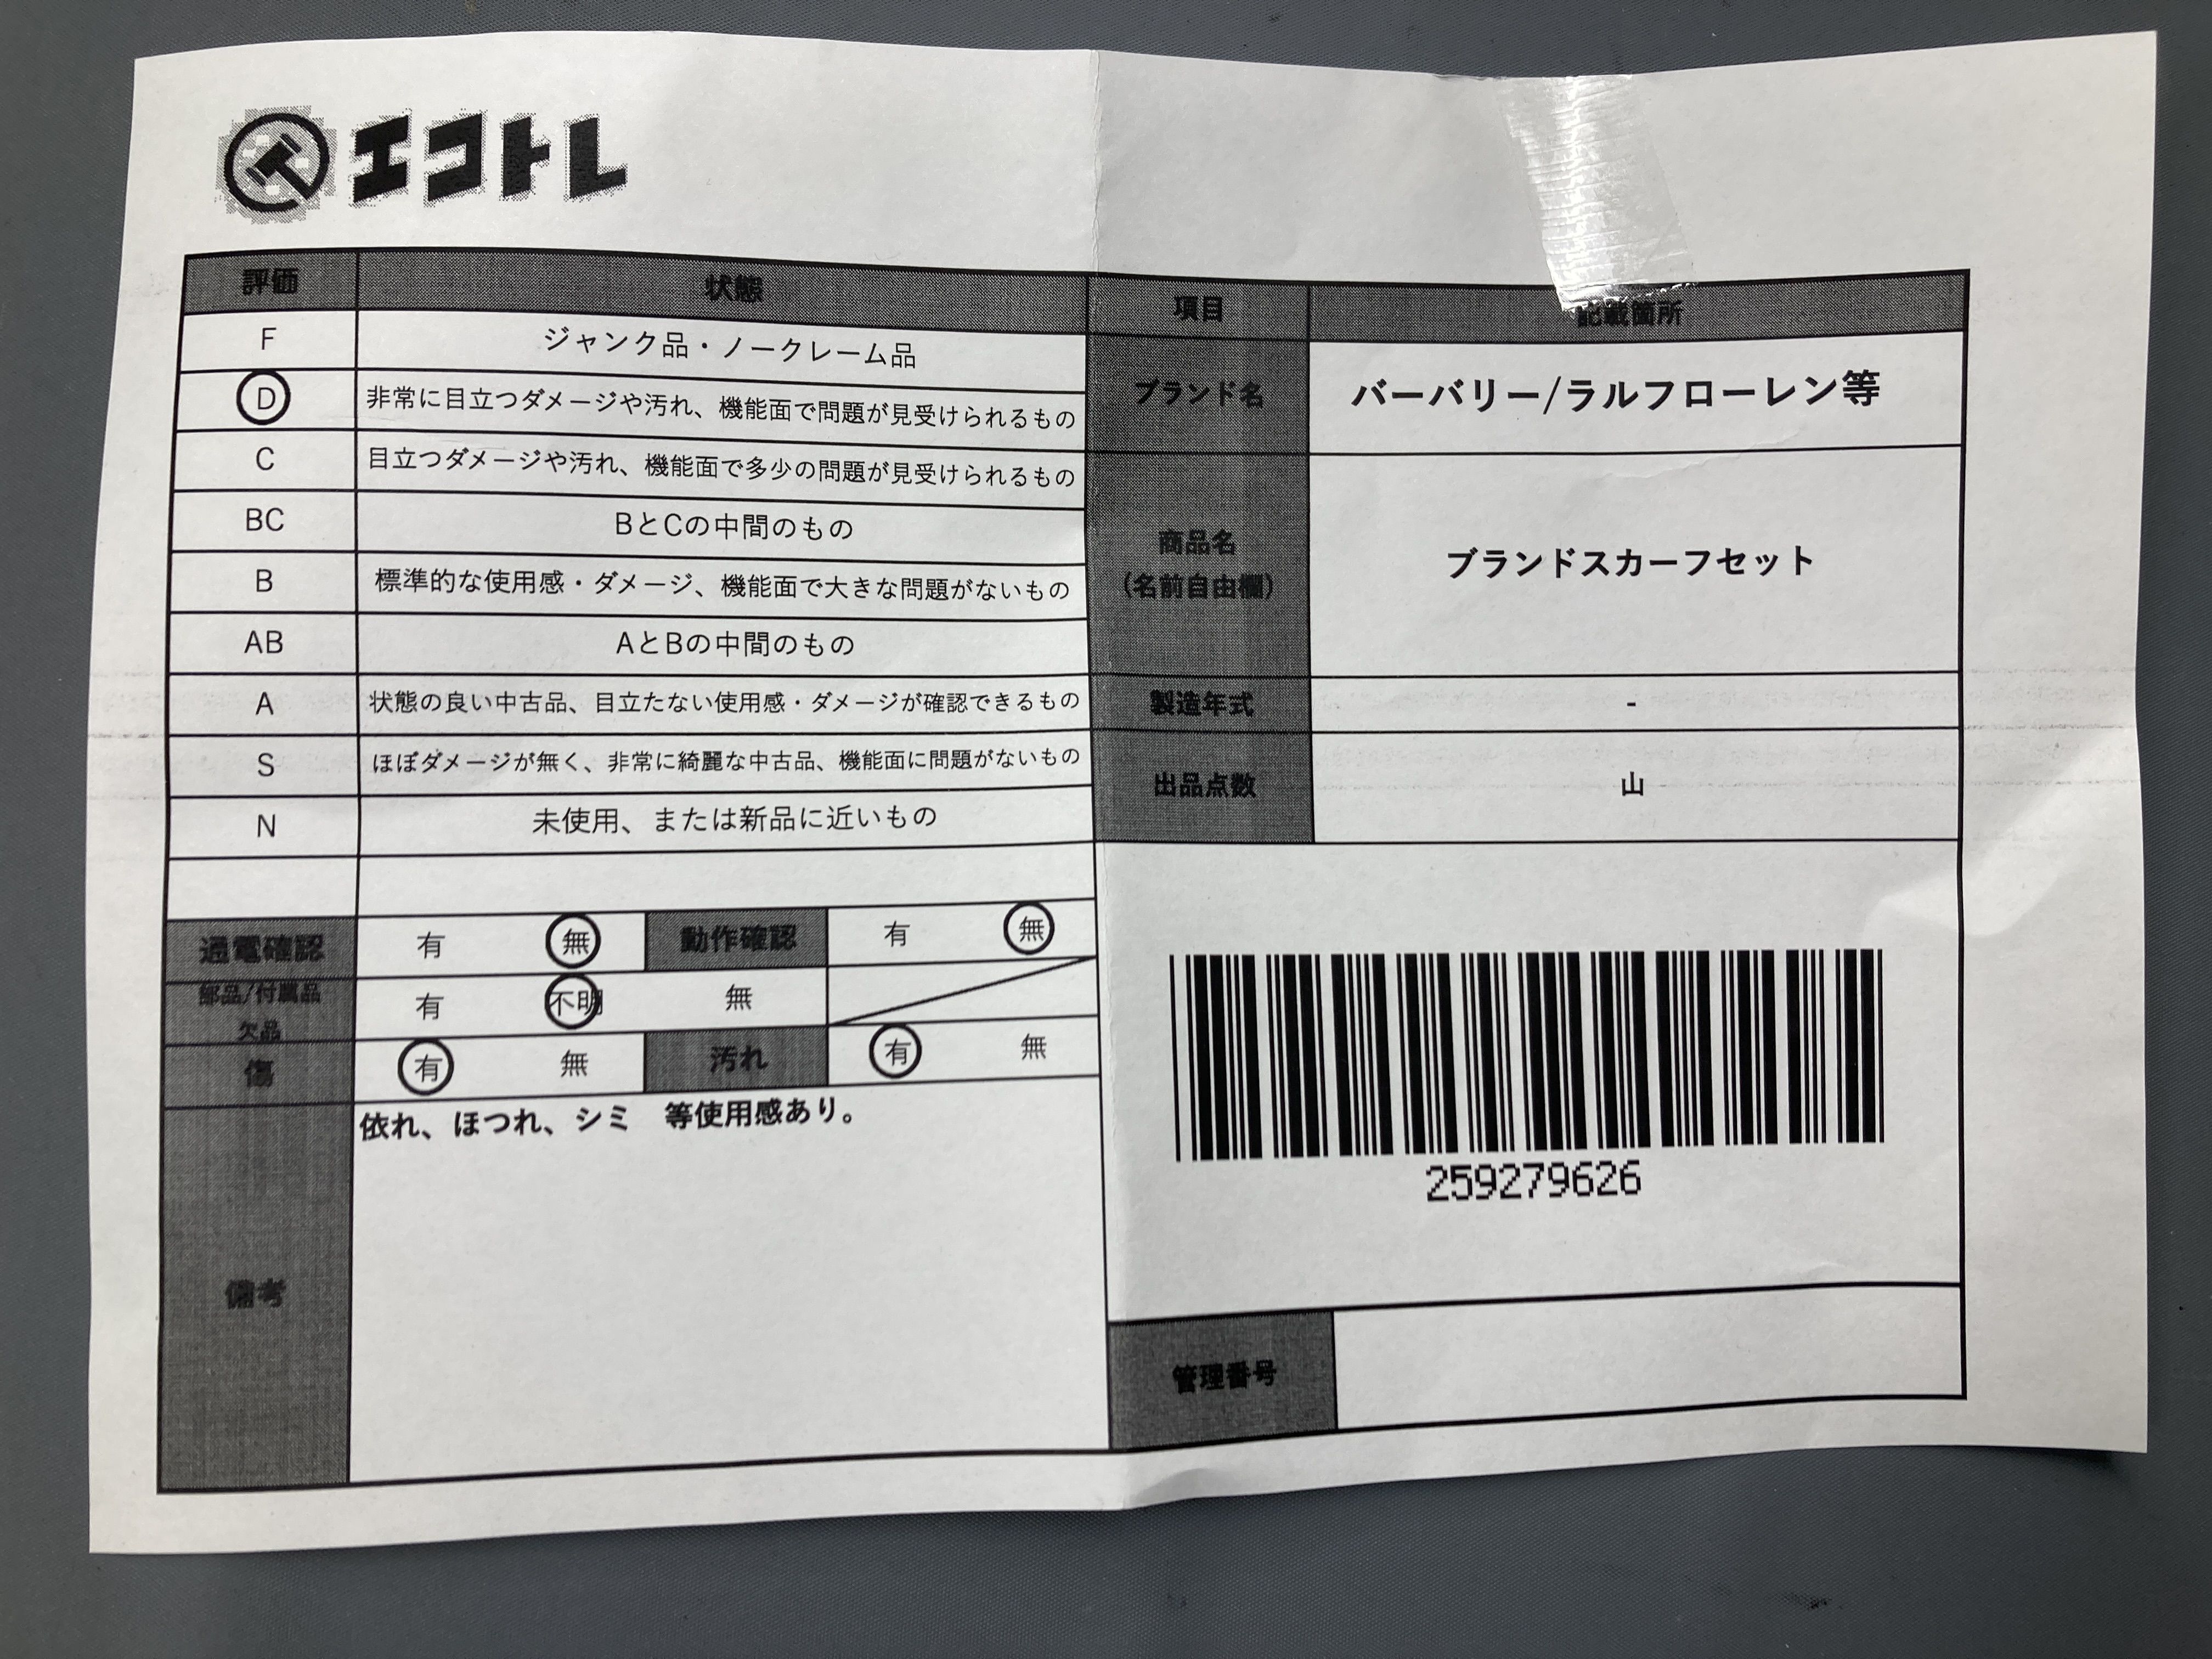 エコトレ
評価 状態
F ジャンク品・ノークレーム品
D 非常に目立つダメージや汚れ、機能面で問題が見受けられるもの
C 目立つダメージや汚れ、機能面で多少の問題が見受けられるもの
BC BとCの中間のもの
B 標準的な使用感・ダメージ、機能面で大きな問題がないもの
AB AとBの中間のもの
A 状態の良い中古品、目立たない使用感・ダメージが確認できるもの
S ほぼダメージが無く、非常に綺麗な中古品、機能面に問題がないもの
N 未使用、または新品に近いもの
通電確認 有 無 動作確認 有 無
部品/付属品
欠品 有 不明 無
傷 有 無 汚れ 有 無
備考 依れ、ほつれ、シミ 等使用感あり。
項目 記載箇所
ブランド名 バーバリー/ラルフローレン等
商品名
(名前自由欄) ブランドスカーフセット
製造年式 -
出品点数 山
259279626
管理番号